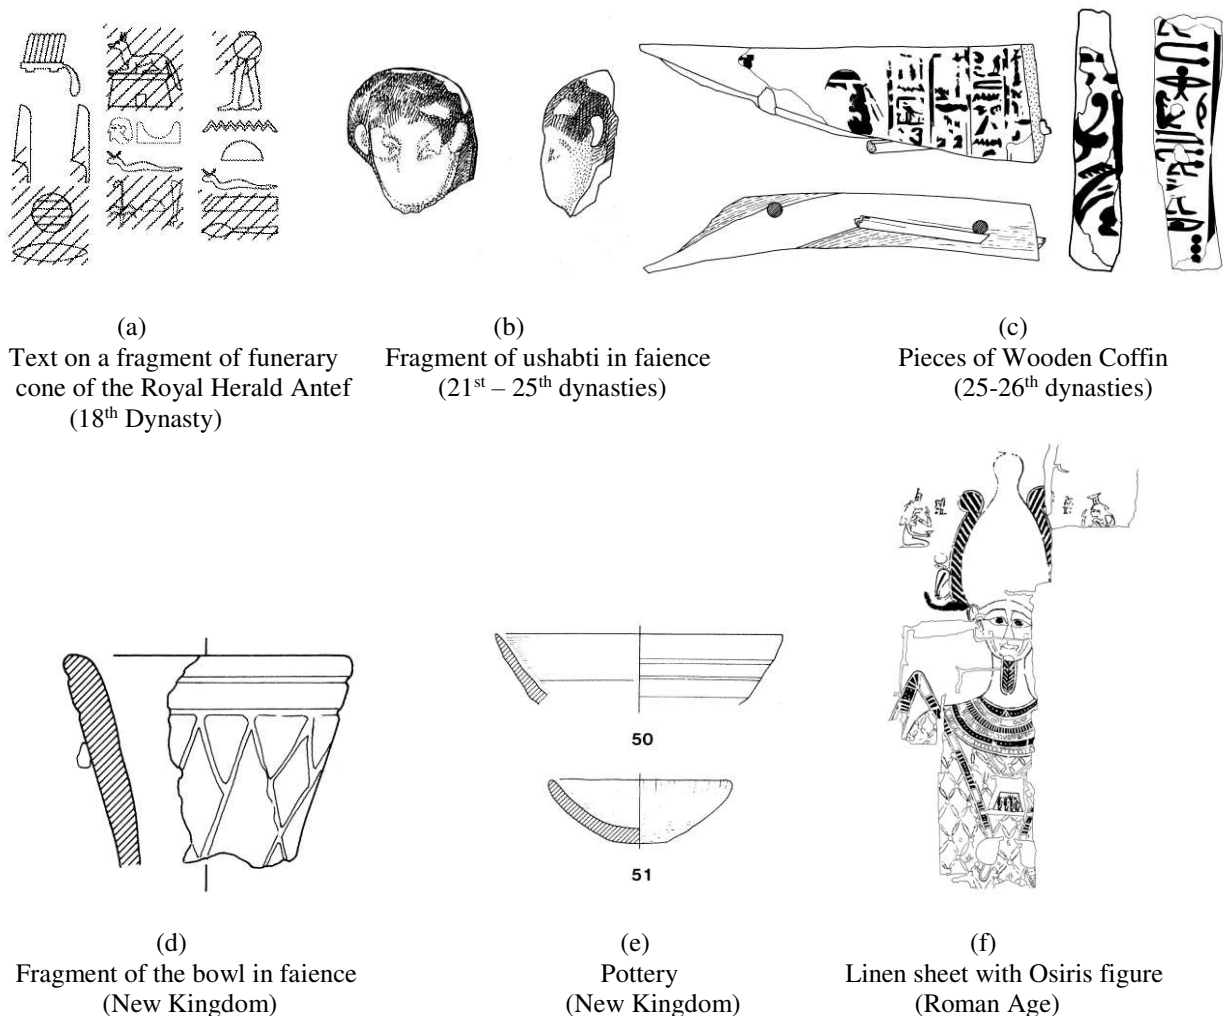 (a)
Text on a fragment of funerary
cone of the Royal Herald Antef
(18th Dynasty)
(b)
Fragment of ushabti in faience
(21st – 25th dynasties)
(c)
Pieces of Wooden Coffin
(25-26th dynasties)
50
51
(d)
Fragment of the bowl in faience
(New Kingdom)
(e)
Pottery
(New Kingdom)
(f)
Linen sheet with Osiris figure
(Roman Age)